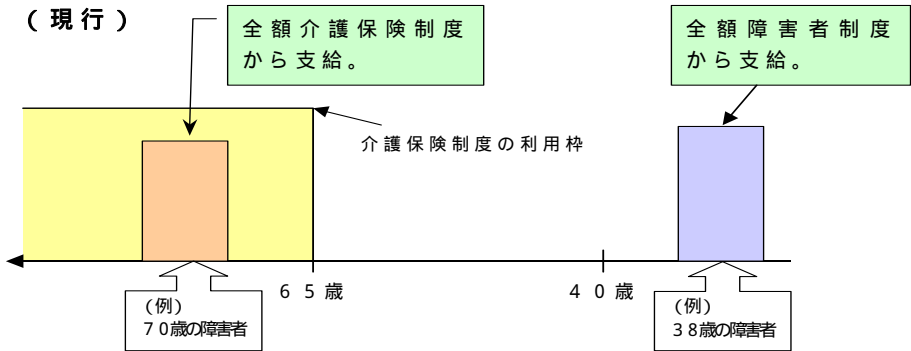 (現行)
全額介護保険制度
から支給。
全額障害者制度
から支給。
介護保険制度の利用枠
65歳
40歳
(例)
70歳の障害者
(例)
38歳の障害者